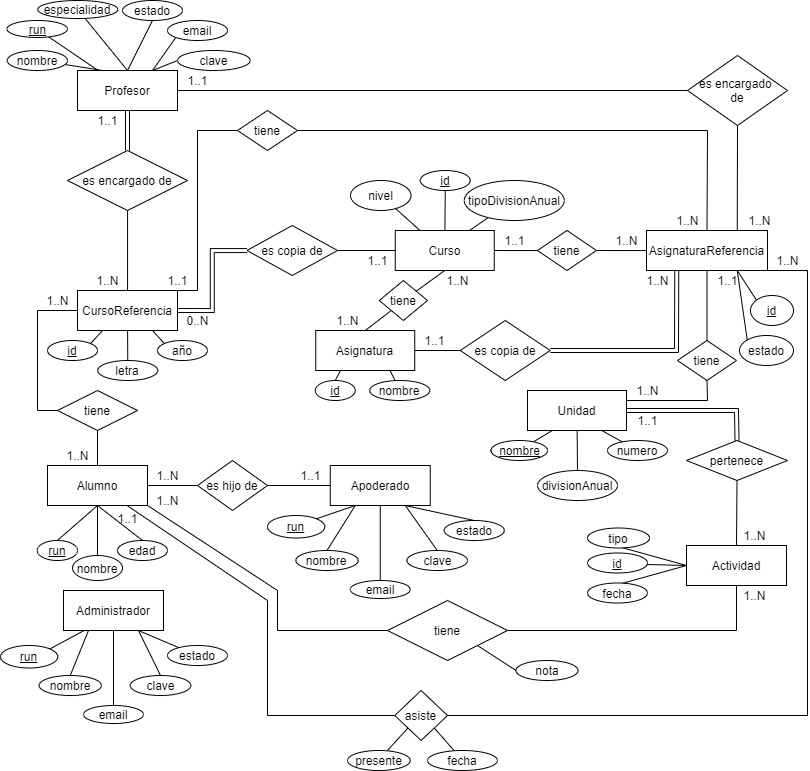 especialidad
estado
run
email
nombre
clave
Profesor
1..1
es encargado
de
1..1
tiene
es encargado de
id
nivel
tipoDivisionAnual
1..N
1..N
es copia de
Curso
1..1
tiene
1..N
AsignaturaReferencia
1..1
1..N
1..N
1..1
1..N
1..1
1..N
1..N
tiene
CursoReferencia
0..N
1..N
id
Asignatura
1..1
es copia de
id
año
estado
letra
tiene
id
nombre
1..N
Unidad
1..1
tiene
nombre
numero
1..N
pertenece
Alumno
1..N
es hijo de
1..1
Apoderado
divisionAnual
1..N
1..1
run
estado
tipo
1..N
run
edad
id
Actividad
nombre
nombre
clave
email
fecha
1..N
Administrador
tiene
run
estado
nota
nombre
clave
email
asiste
presente
fecha